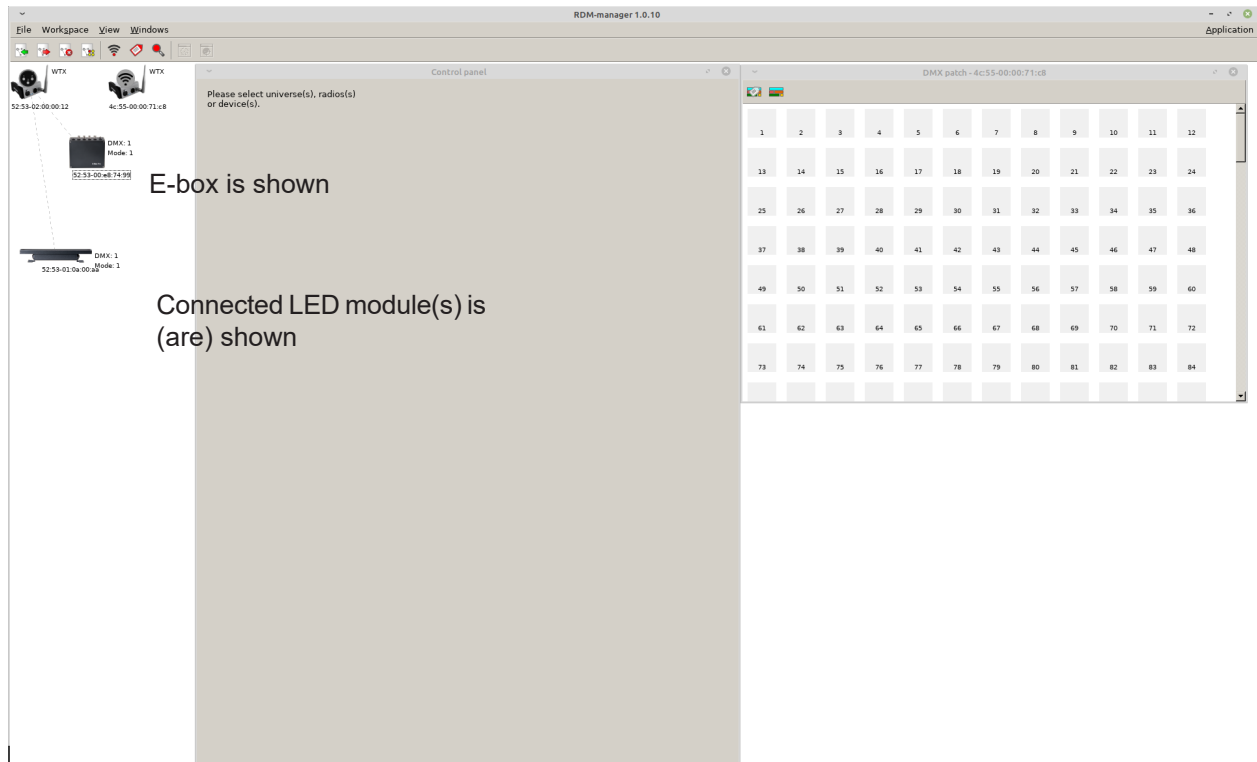 RDM-manager 1.0.10
File Workspace View Windows Application
WTX
52:53-02:00:00:12
WTX
4c:55-00:00:71:c8
DMX: 1
Mode: 1
52:53-00:e8:74:99
E-box is shown
DMX: 1
Mode: 1
52:53-01:0a:00:aa
Connected LED module(s) is
(are) shown
Control panel
Please select universe(s), radios(s)
or device(s).
DMX patch - 4c:55-00:00:71:c8
1 2 3 4 5 6 7 8 9 10 11 12
13 14 15 16 17 18 19 20 21 22 23 24
25 26 27 28 29 30 31 32 33 34 35 36
37 38 39 40 41 42 43 44 45 46 47 48
49 50 51 52 53 54 55 56 57 58 59 60
61 62 63 64 65 66 67 68 69 70 71 72
73 74 75 76 77 78 79 80 81 82 83 84